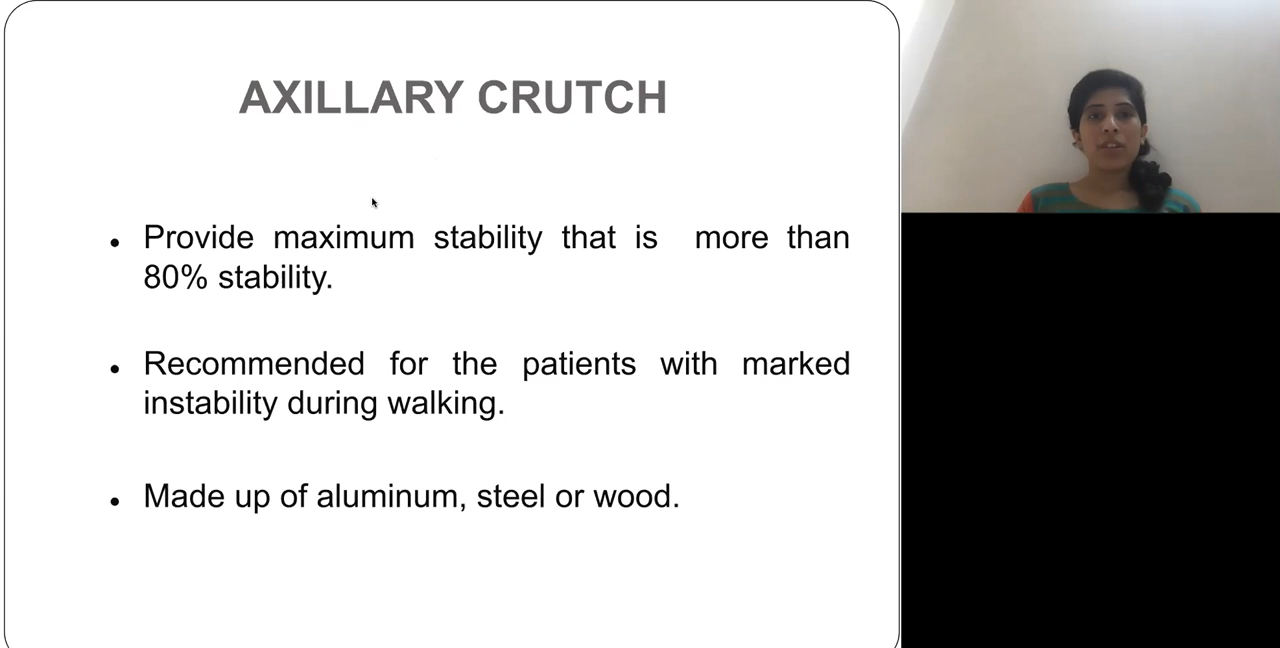 AXILLARY CRUTCH
• Provide maximum stability that is more than
80% stability.
• Recommended for the patients with marked
instability during walking.
• Made up of aluminum, steel or wood.